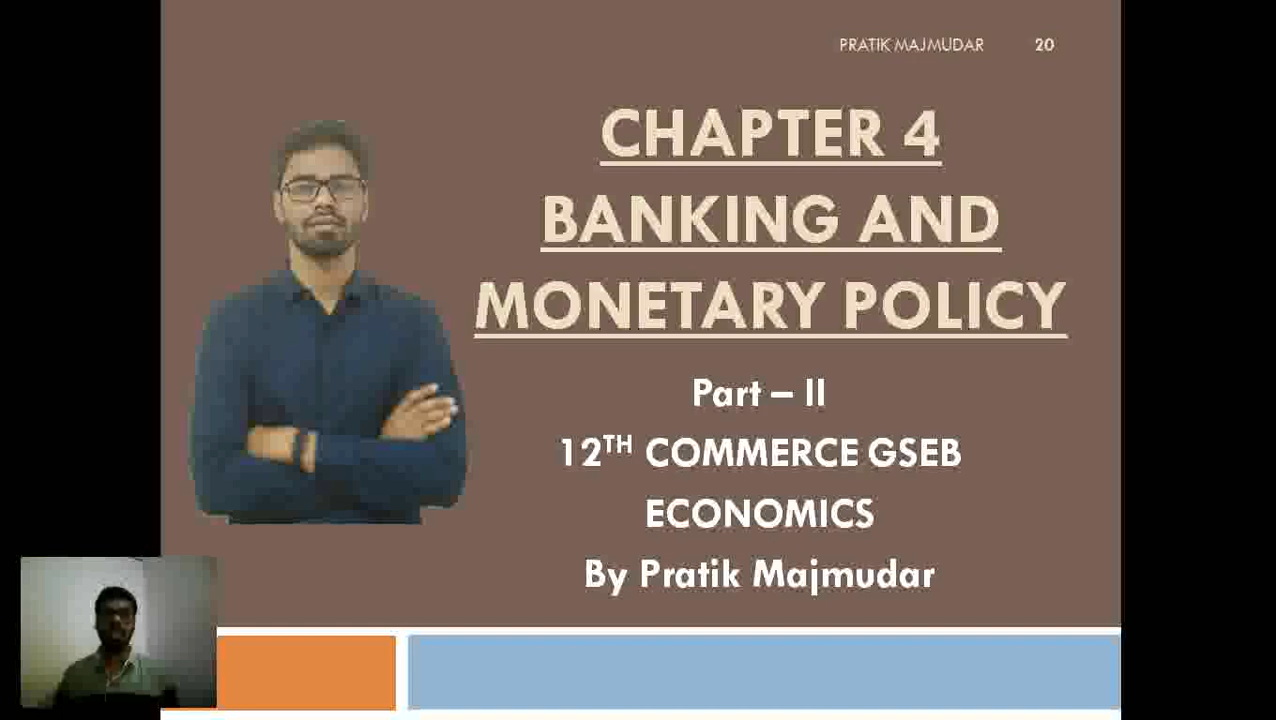 PRATIK MAJMUDAR 20
CHAPTER 4
BANKING AND
MONETARY POLICY
Part – II
12TH COMMERCE GSEB
ECONOMICS
By Pratik Majmudar